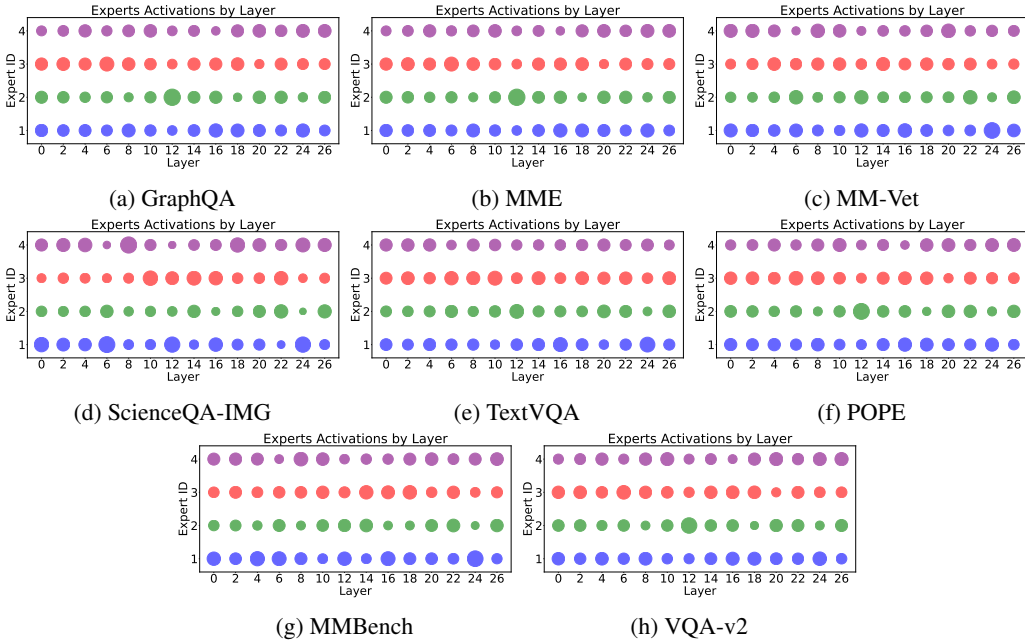 Experts Activations by Layer
Expert ID
4
3
2
1
0 2 4 6 8 10 12 14 16 18 20 22 24 26
Layer
(a) GraphQA
Experts Activations by Layer
Expert ID
4
3
2
1
0 2 4 6 8 10 12 14 16 18 20 22 24 26
Layer
(b) MME
Experts Activations by Layer
Expert ID
4
3
2
1
0 2 4 6 8 10 12 14 16 18 20 22 24 26
Layer
(c) MM-Vet
Experts Activations by Layer
Expert ID
4
3
2
1
0 2 4 6 8 10 12 14 16 18 20 22 24 26
Layer
(d) ScienceQA-IMG
Experts Activations by Layer
Expert ID
4
3
2
1
0 2 4 6 8 10 12 14 16 18 20 22 24 26
Layer
(e) TextVQA
Experts Activations by Layer
Expert ID
4
3
2
1
0 2 4 6 8 10 12 14 16 18 20 22 24 26
Layer
(f) POPE
Experts Activations by Layer
Expert ID
4
3
2
1
0 2 4 6 8 10 12 14 16 18 20 22 24 26
Layer
(g) MMBench
Experts Activations by Layer
Expert ID
4
3
2
1
0 2 4 6 8 10 12 14 16 18 20 22 24 26
Layer
(h) VQA-v2